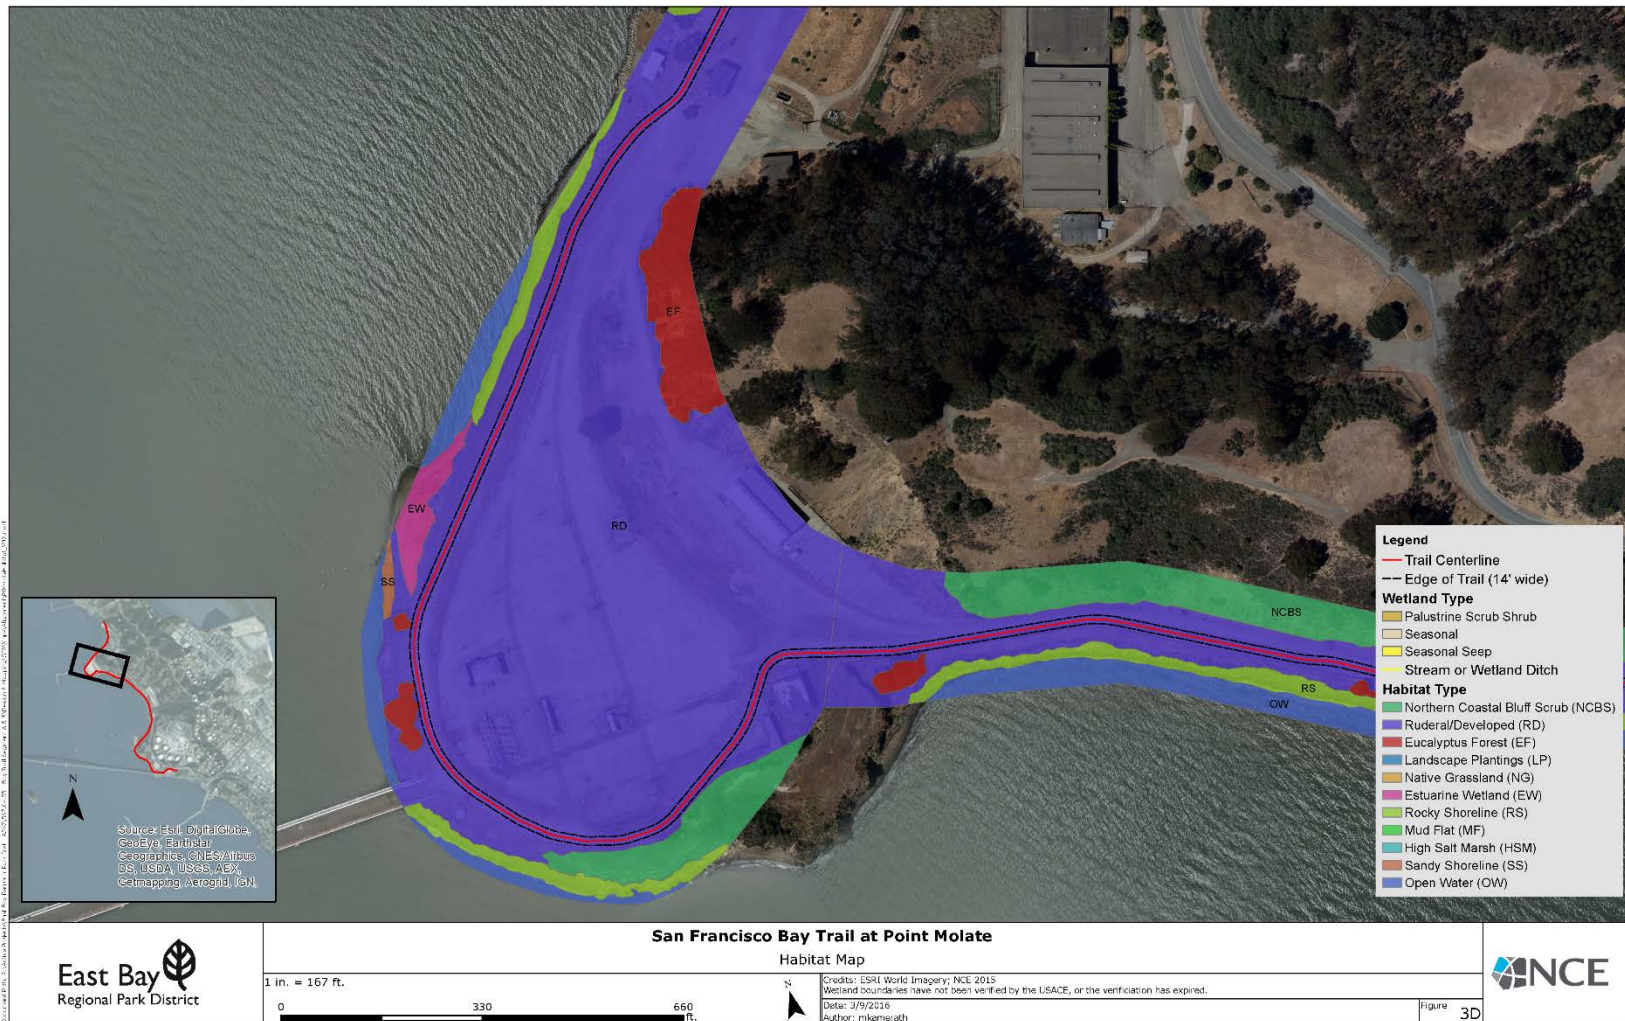 EF
EW
RD
SS
NCBS
RS
OW
Legend
Trail Centerline
Edge of Trail (14' wide)
Wetland Type
Palustrine Scrub Shrub
Seasonal
Seasonal Seep
Stream or Wetland Ditch
Habitat Type
Northern Coastal Bluff Scrub (NCBS)
Ruderal/Developed (RD)
Eucalyptus Forest (EF)
Landscape Plantings (LP)
Native Grassland (NG)
Estuarine Wetland (EW)
Rocky Shoreline (RS)
Mud Flat (MF)
High Salt Marsh (HSM)
Sandy Shoreline (SS)
Open Water (OW)
N
Source: Esri, DigitalGlobe,
GeoEye, Earthstar
Geographics, CNES/Airbus
DS, USDA, USGS, AEX,
Getmapping, Aerogrid, IGN,
East Bay
Regional Park District
San Francisco Bay Trail at Point Molate
Habitat Map
1 in. = 167 ft.
0 330 660
ft.
N
Credits: ESRI World Imagery; NCE 2015
Wetland boundaries have not been verified by the USACE, or the verificiation has expired.
Date: 3/9/2016
Author: mkamerath
Figure 3D
NCE